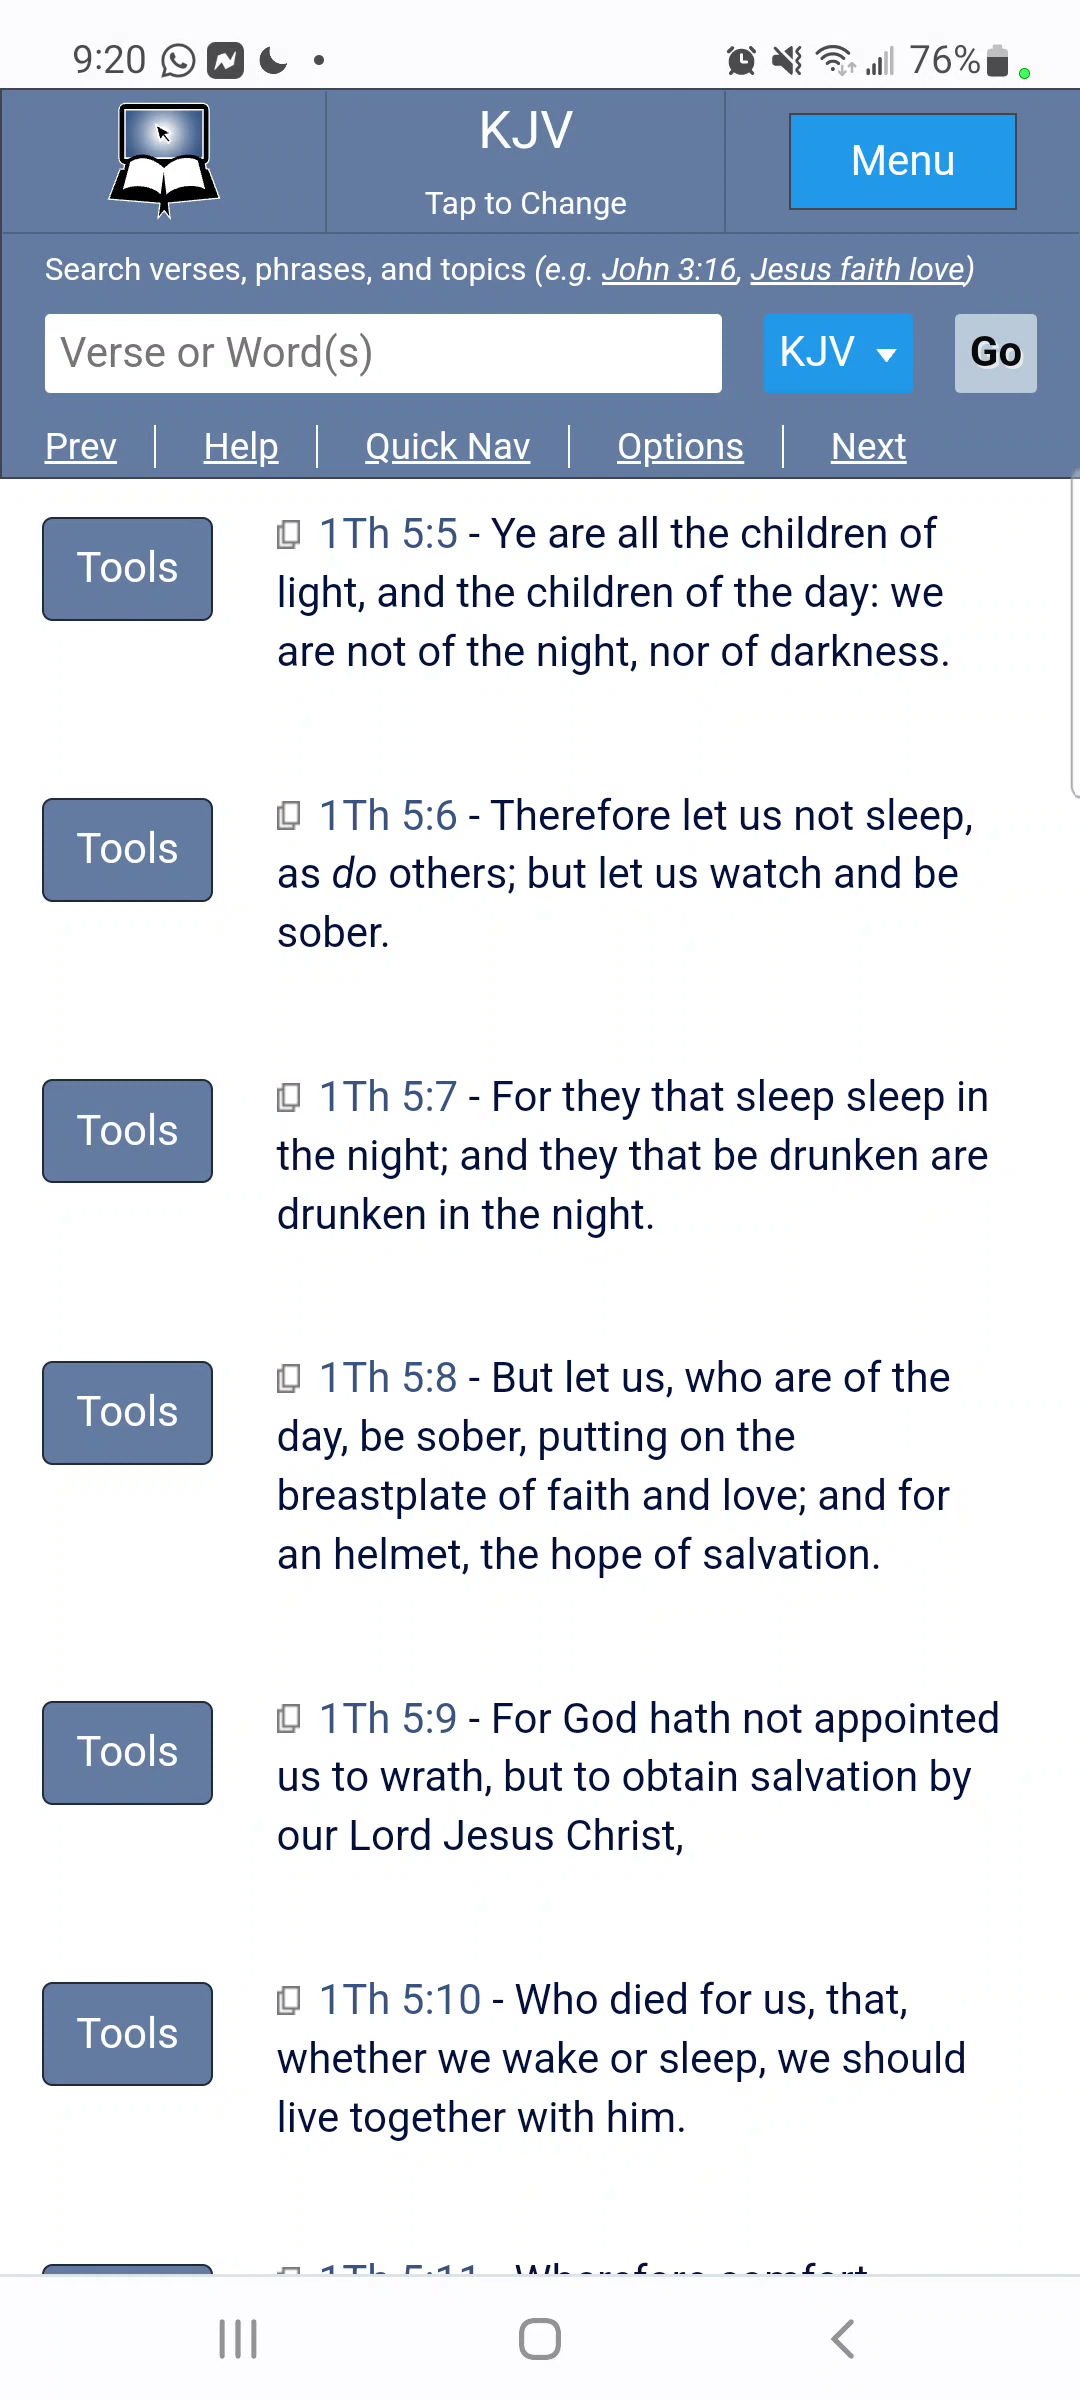 9:20
76%
KJV
Tap to Change
Menu
Search verses, phrases, and topics (e.g. John 3:16, Jesus faith love)
Verse or Word(s)
KJV
Go
Prev
Help
Quick Nav
Options
Next
Tools
1Th 5:5 - Ye are all the children of
light, and the children of the day: we
are not of the night, nor of darkness.
Tools
1Th 5:6 - Therefore let us not sleep,
as do others; but let us watch and be
sober.
Tools
1Th 5:7 - For they that sleep sleep in
the night; and they that be drunken are
drunken in the night.
Tools
1Th 5:8 - But let us, who are of the
day, be sober, putting on the
breastplate of faith and love; and for
an helmet, the hope of salvation.
Tools
1Th 5:9 - For God hath not appointed
us to wrath, but to obtain salvation by
our Lord Jesus Christ,
Tools
1Th 5:10 - Who died for us, that,
whether we wake or sleep, we should
live together with him.
1Th 5:11 - Wherefore comfort